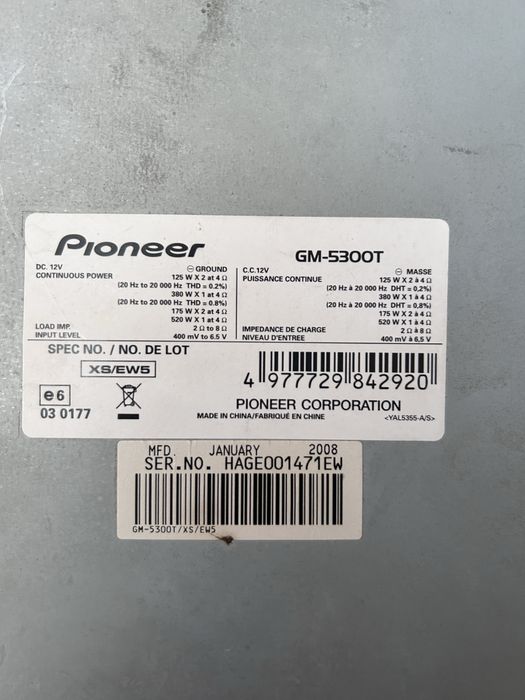 Pioneer
GM-5300T
DC. 12V ⊖ GROUND
CONTINUOUS POWER 125 W X 2 at 4 Ω
(20 Hz to 20 000 Hz THD = 0.2%)
380 W X 1 at 4 Ω
(20 Hz to 20 000 Hz THD = 0.8%)
175 W X 2 at 4 Ω
520 W X 1 at 4 Ω
LOAD IMP. 2 Ω to 8 Ω
INPUT LEVEL 400 mV to 6.5 V
C.C.12V ⊖ MASSE
PUISSANCE CONTINUE 125 W X 2 à 4 Ω
(20 Hz à 20 000 Hz DHT = 0,2%)
380 W X 1 à 4 Ω
(20 Hz à 20 000 Hz DHT = 0,8%)
175 W X 2 à 4 Ω
520 W X 1 à 4 Ω
IMPEDANCE DE CHARGE 2 Ω à 8 Ω
NIVEAU D'ENTREE 400 mV à 6,5 V
SPEC NO. / NO. DE LOT
XS/EW5
e6
03 0177
4 977729 842920
PIONEER CORPORATION
MADE IN CHINA/FABRIQUÉ EN CHINE
<YAL5355-A/S>
MFD. JANUARY 2008
SER.NO. HAGE001471EW
GM-5300T/XS/EW5